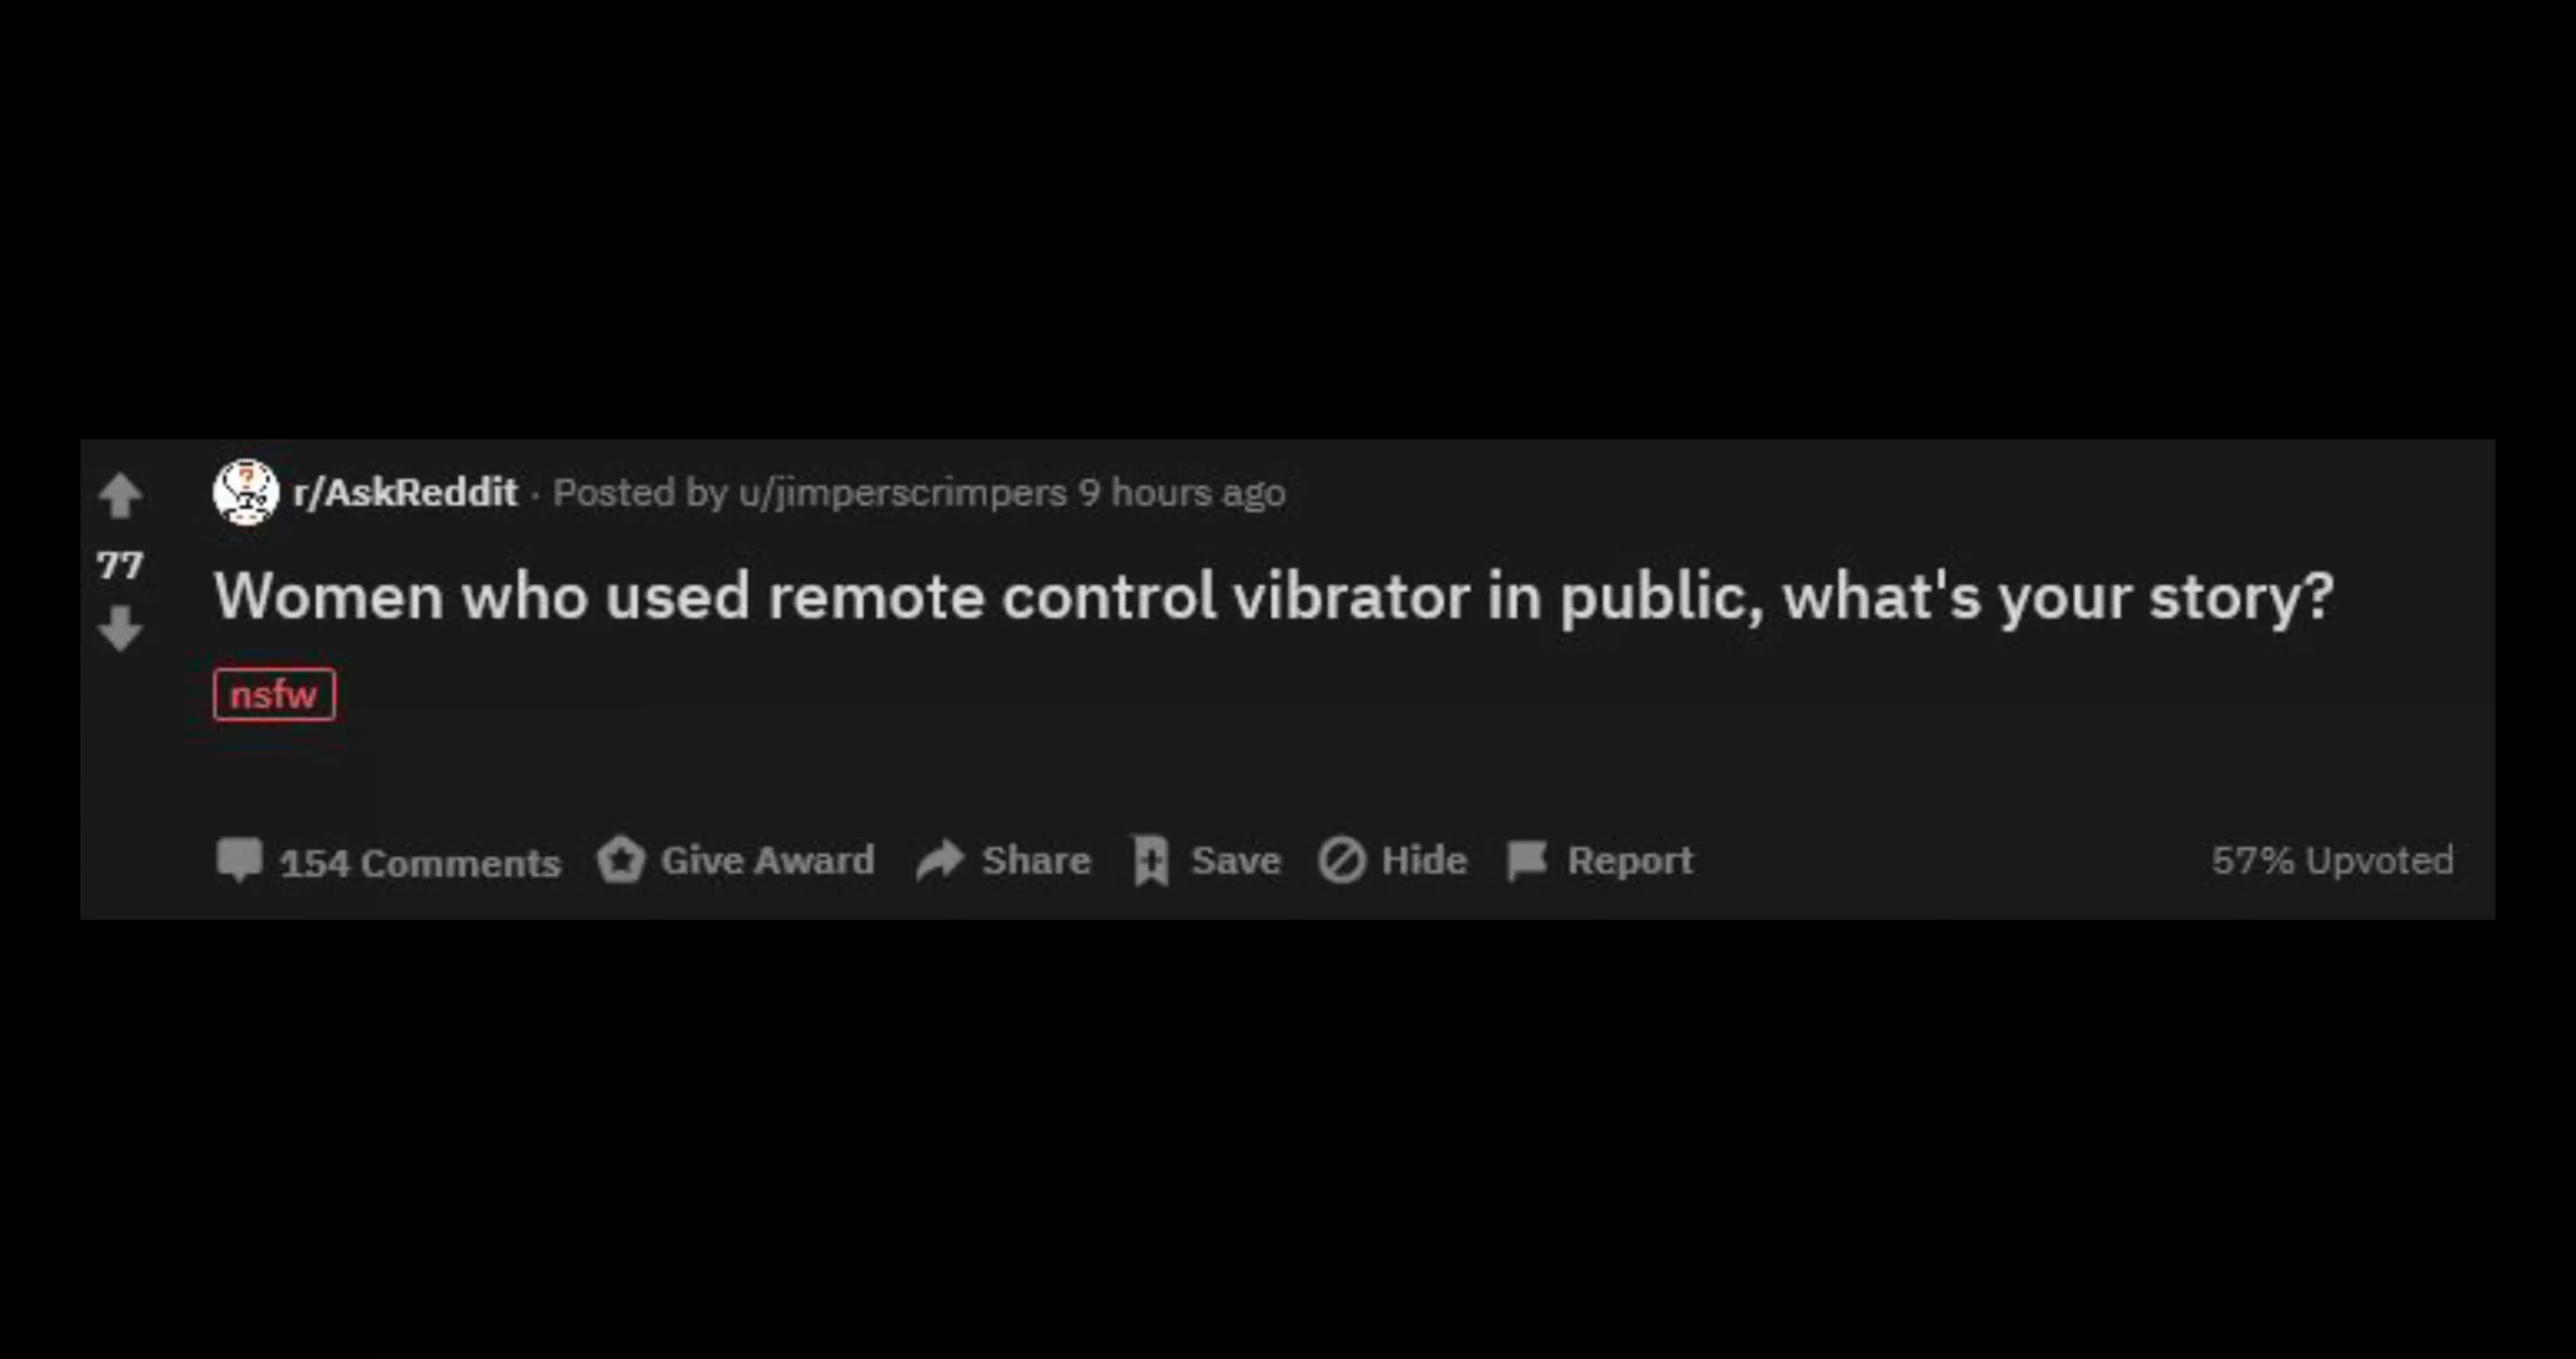 r/AskReddit · Posted by u/jimperscrimpers 9 hours ago
77
Women who used remote control vibrator in public, what's your story?
nsfw
154 Comments Give Award Share Save Hide Report 57% Upvoted